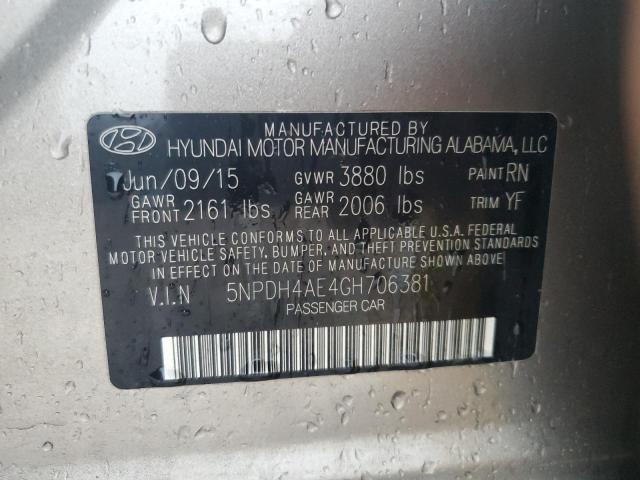 MANUFACTURED BY
HYUNDAI MOTOR MANUFACTURING ALABAMA, LLC
Jun/09/15 GVWR 3880 lbs PAINT RN
GAWR FRONT 2161 lbs GAWR REAR 2006 lbs TRIM YF
THIS VEHICLE CONFORMS TO ALL APPLICABLE U.S.A. FEDERAL
MOTOR VEHICLE SAFETY, BUMPER, AND THEFT PREVENTION STANDARDS
IN EFFECT ON THE DATE OF MANUFACTURE SHOWN ABOVE
V.I.N 5NPDH4AE4GH706381
PASSENGER CAR